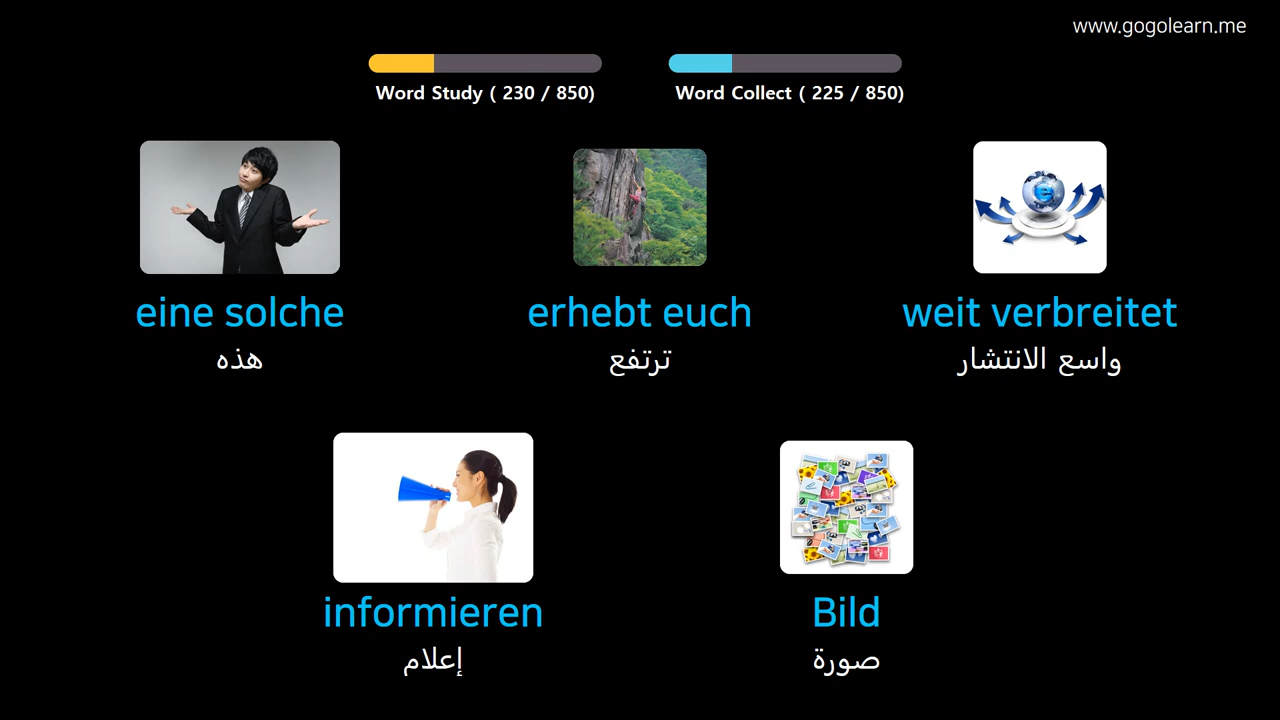 www.gogolearn.me
Word Study ( 230 / 850)
Word Collect ( 225 / 850)
eine solche
هذه
erhebt euch
ترتفع
weit verbreitet
واسع الانتشار
informieren
إعلام
Bild
صورة